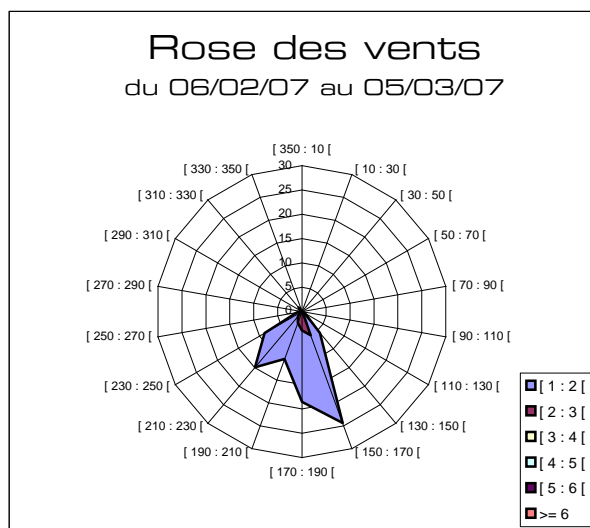 Rose des vents
du 06/02/07 au 05/03/07
[ 350 : 10 [
[ 330 : 350 [
[ 10 : 30 [
[ 310 : 330 [
[ 30 : 50 [
[ 290 : 310 [
[ 50 : 70 [
[ 270 : 290 [
[ 70 : 90 [
[ 250 : 270 [
[ 90 : 110 [
[ 230 : 250 [
[ 110 : 130 [
[ 210 : 230 [
[ 130 : 150 [
[ 190 : 210 [
[ 150 : 170 [
[ 170 : 190 [
30
25
20
15
10
5
0
[ 1 : 2 [
[ 2 : 3 [
[ 3 : 4 [
[ 4 : 5 [
[ 5 : 6 [
>= 6